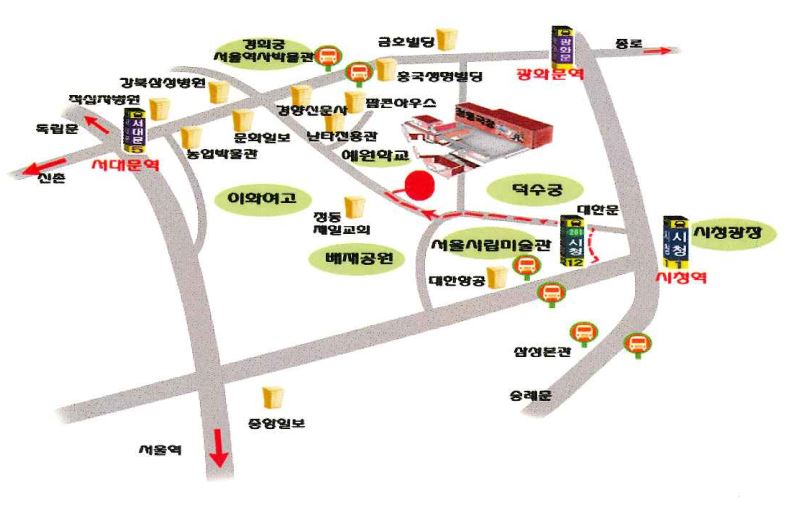 경희궁
서울역사박물관
금호빌딩
광화문
종로
광화문역
흥국생명빌딩
강북삼성병원
적십자병원
팔콘아우스
경향신문사
서대문
5
독립문
문화일보
난타전용관
정동극장
서대문역
농업박물관
예원학교
신촌
이화여고
덕수궁
대한문
정동
제일교회
서울시립미술관
201
시청
12
시청
시청
1
시청광장
배재공원
대한항공
시청역
삼성본관
숭례문
중앙일보
서울역